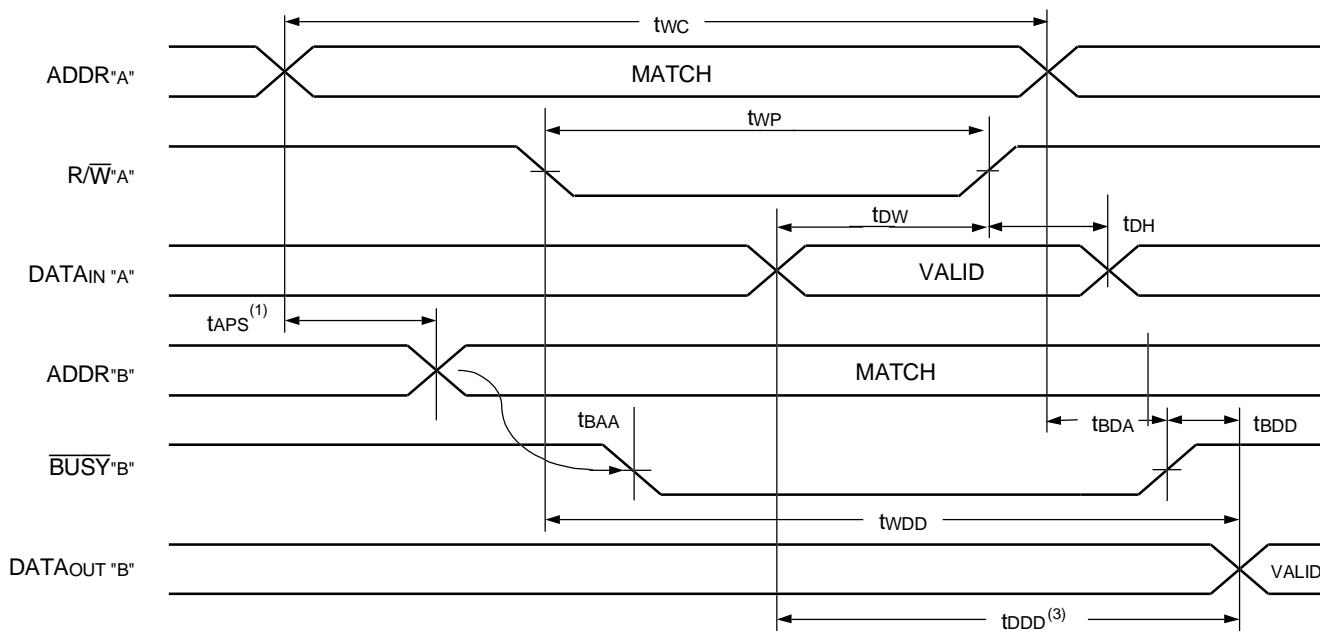 tWC
ADDR"A"
MATCH
tWP
R/W̅"A"
tDW
tDH
DATAIN "A"
VALID
tAPS(1)
ADDR"B"
MATCH
tBAA
tBDA
tBDD
B̅U̅S̅Y̅"B"
tWDD
DATAOUT "B"
VALID
tDDD(3)